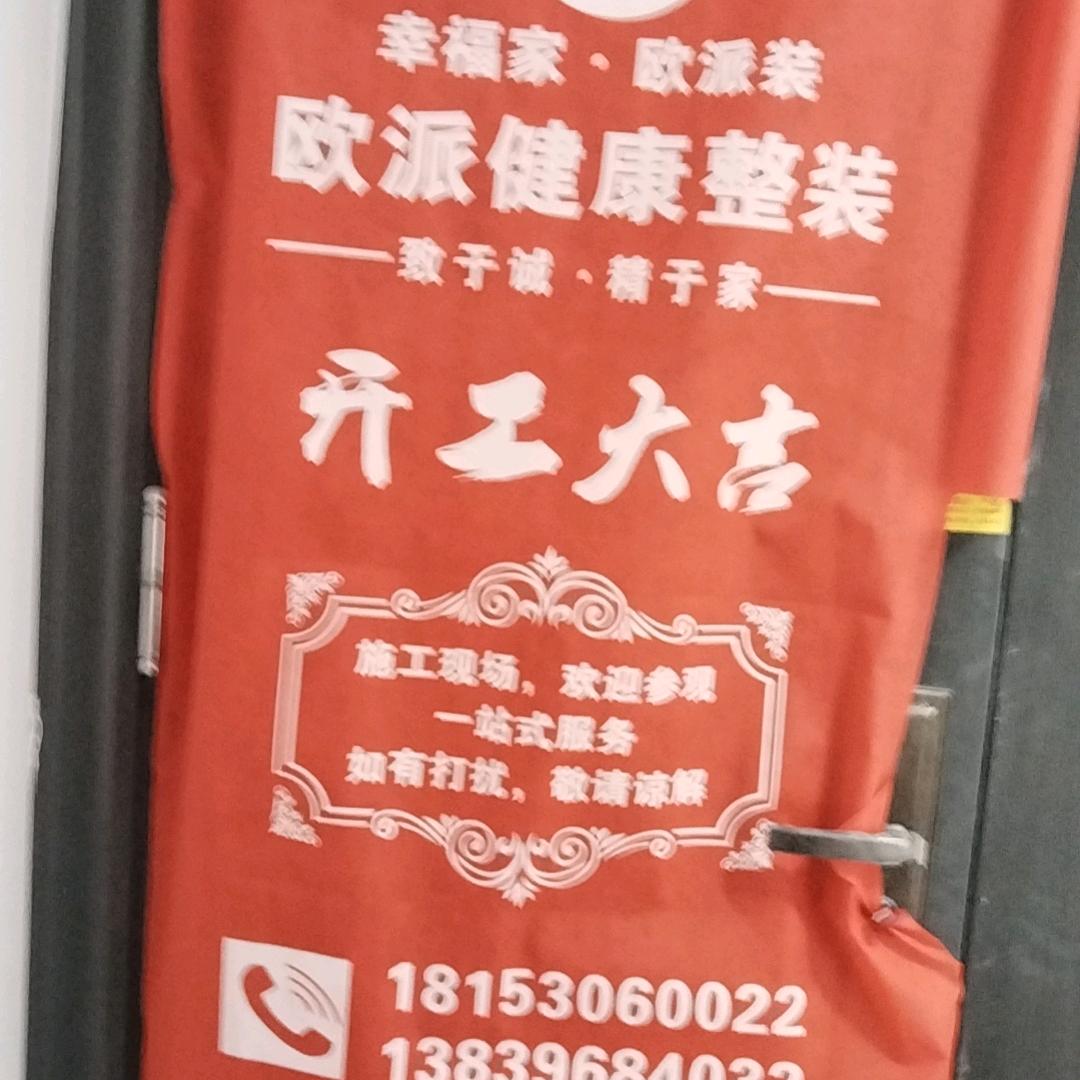 幸福家·欧派装
欧派健康整装
致于诚·精于家
开工大吉
施工现场，欢迎参观
一站式服务
如有打扰，敬请谅解
18153060022